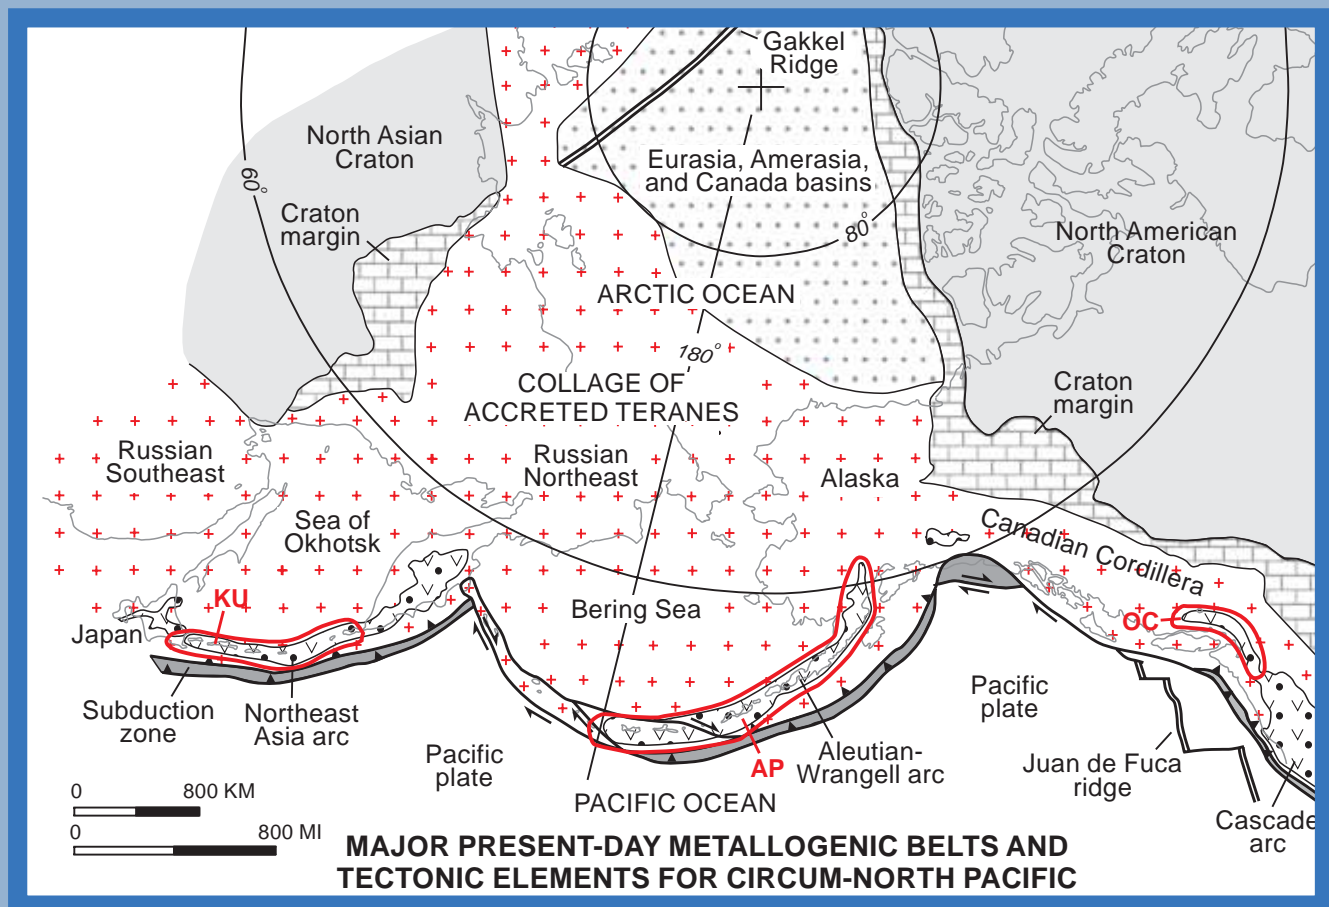 Gakkel
Ridge
North Asian
Craton
Eurasia, Amerasia,
and Canada basins
60°
Craton
margin
80°
North American
Craton
ARCTIC OCEAN
180°
COLLAGE OF
ACCRETED TERANES
Craton
margin
Russian
Southeast
Russian
Northeast
Alaska
Sea of
Okhotsk
Canadian Cordillera
KU
Bering Sea
Japan
OC
Subduction
zone
Northeast
Asia arc
Pacific
plate
Pacific
plate
AP
Aleutian-
Wrangell arc
Juan de Fuca
ridge
0 800 KM
0 800 MI
PACIFIC OCEAN
Cascade
arc
MAJOR PRESENT-DAY METALLOGENIC BELTS AND
TECTONIC ELEMENTS FOR CIRCUM-NORTH PACIFIC